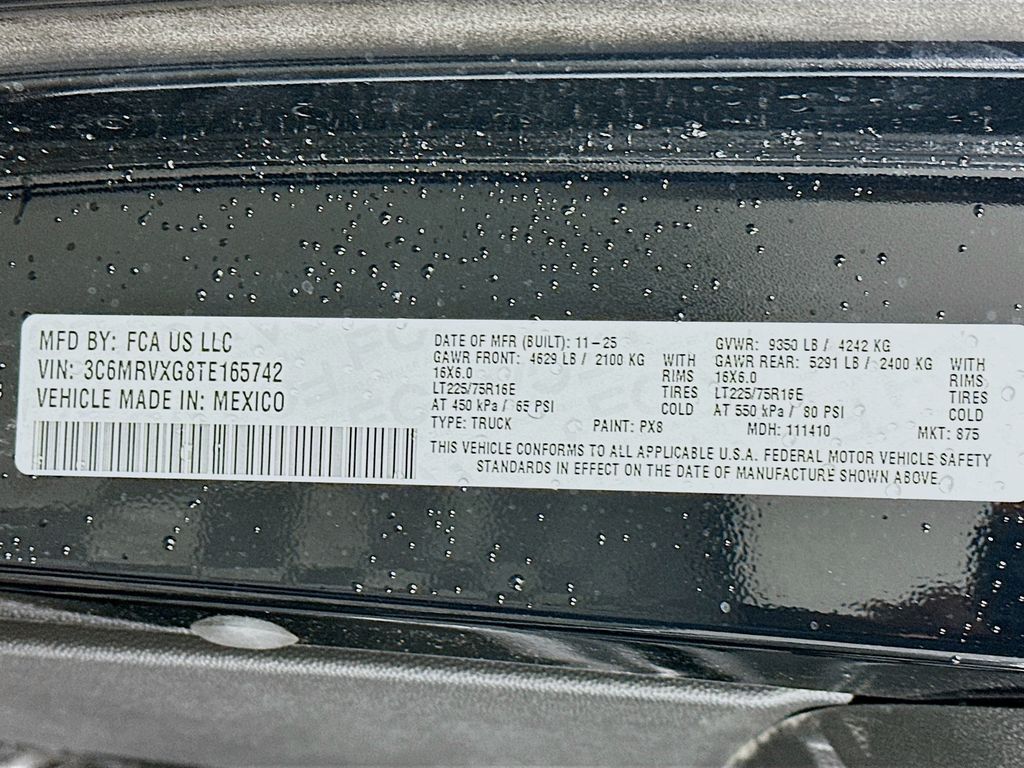 MFD BY: FCA US LLC
VIN: 3C6MRVXG8TE165742
VEHICLE MADE IN: MEXICO
DATE OF MFR (BUILT): 11-25
GVWR: 9350 LB / 4242 KG
GAWR FRONT: 4629 LB / 2100 KG WITH
16X6.0 RIMS
LT225/75R16E TIRES
AT 450 kPa / 65 PSI COLD
GAWR REAR: 5291 LB / 2400 KG WITH
16X6.0 RIMS
LT225/75R16E TIRES
AT 550 kPa / 80 PSI COLD
TYPE: TRUCK PAINT: PX8 MDH: 111410 MKT: 875
THIS VEHICLE CONFORMS TO ALL APPLICABLE U.S.A. FEDERAL MOTOR VEHICLE SAFETY
STANDARDS IN EFFECT ON THE DATE OF MANUFACTURE SHOWN ABOVE.